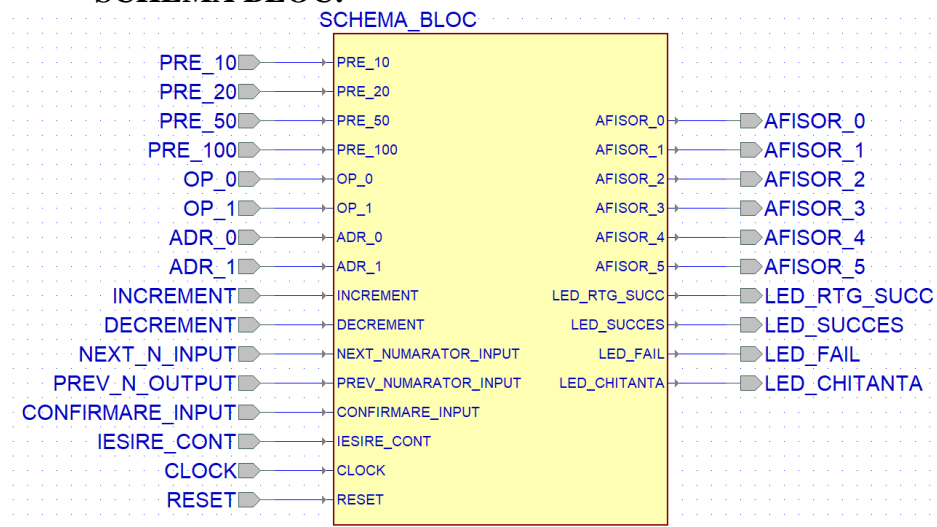 SCHEMA BLOC:
SCHEMA_BLOC
PRE_10 PRE_10
PRE_20 PRE_20
PRE_50 PRE_50 AFISOR_0 AFISOR_0
PRE_100 PRE_100 AFISOR_1 AFISOR_1
OP_0 OP_0 AFISOR_2 AFISOR_2
OP_1 OP_1 AFISOR_3 AFISOR_3
ADR_0 ADR_0 AFISOR_4 AFISOR_4
ADR_1 ADR_1 AFISOR_5 AFISOR_5
INCREMENT INCREMENT LED_RTG_SUCC LED_RTG_SUCC
DECREMENT DECREMENT LED_SUCCES LED_SUCCES
NEXT_N_INPUT NEXT_NUMARATOR_INPUT LED_FAIL LED_FAIL
PREV_N_OUTPUT PREV_NUMARATOR_INPUT LED_CHITANTA LED_CHITANTA
CONFIRMARE_INPUT CONFIRMARE_INPUT
IESIRE_CONT IESIRE_CONT
CLOCK CLOCK
RESET RESET